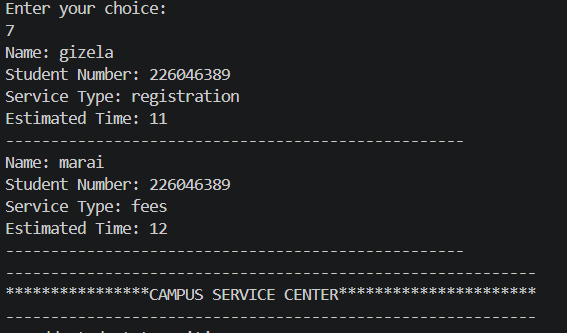 Enter your choice:
7
Name: gizela
Student Number: 226046389
Service Type: registration
Estimated Time: 11
---------------------------------------------------
Name: marai
Student Number: 226046389
Service Type: fees
Estimated Time: 12
---------------------------------------------------
-----------------------------------------------------------
****************CAMPUS SERVICE CENTER**********************
-----------------------------------------------------------